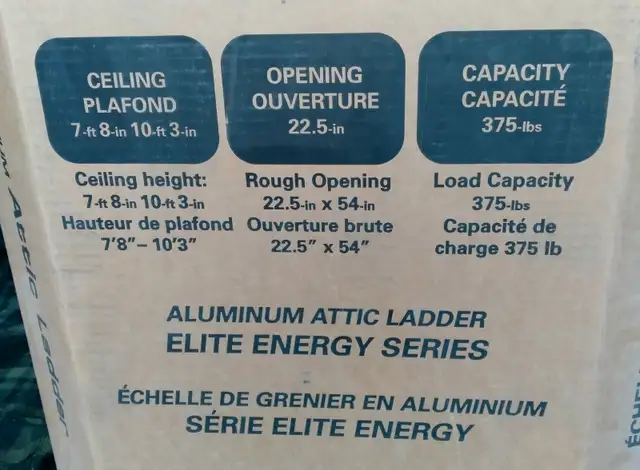 CEILING
PLAFOND
7-ft 8-in 10-ft 3-in
OPENING
OUVERTURE
22.5-in
CAPACITY
CAPACITÉ
375-lbs
Ceiling height:
7-ft 8-in 10-ft 3-in
Hauteur de plafond
7'8"– 10'3"
Rough Opening
22.5-in x 54-in
Ouverture brute
22.5" x 54"
Load Capacity
375-lbs
Capacité de
charge 375 lb
ALUMINUM ATTIC LADDER
ELITE ENERGY SERIES
ÉCHELLE DE GRENIER EN ALUMINIUM
SÉRIE ELITE ENERGY
Attic Ladder